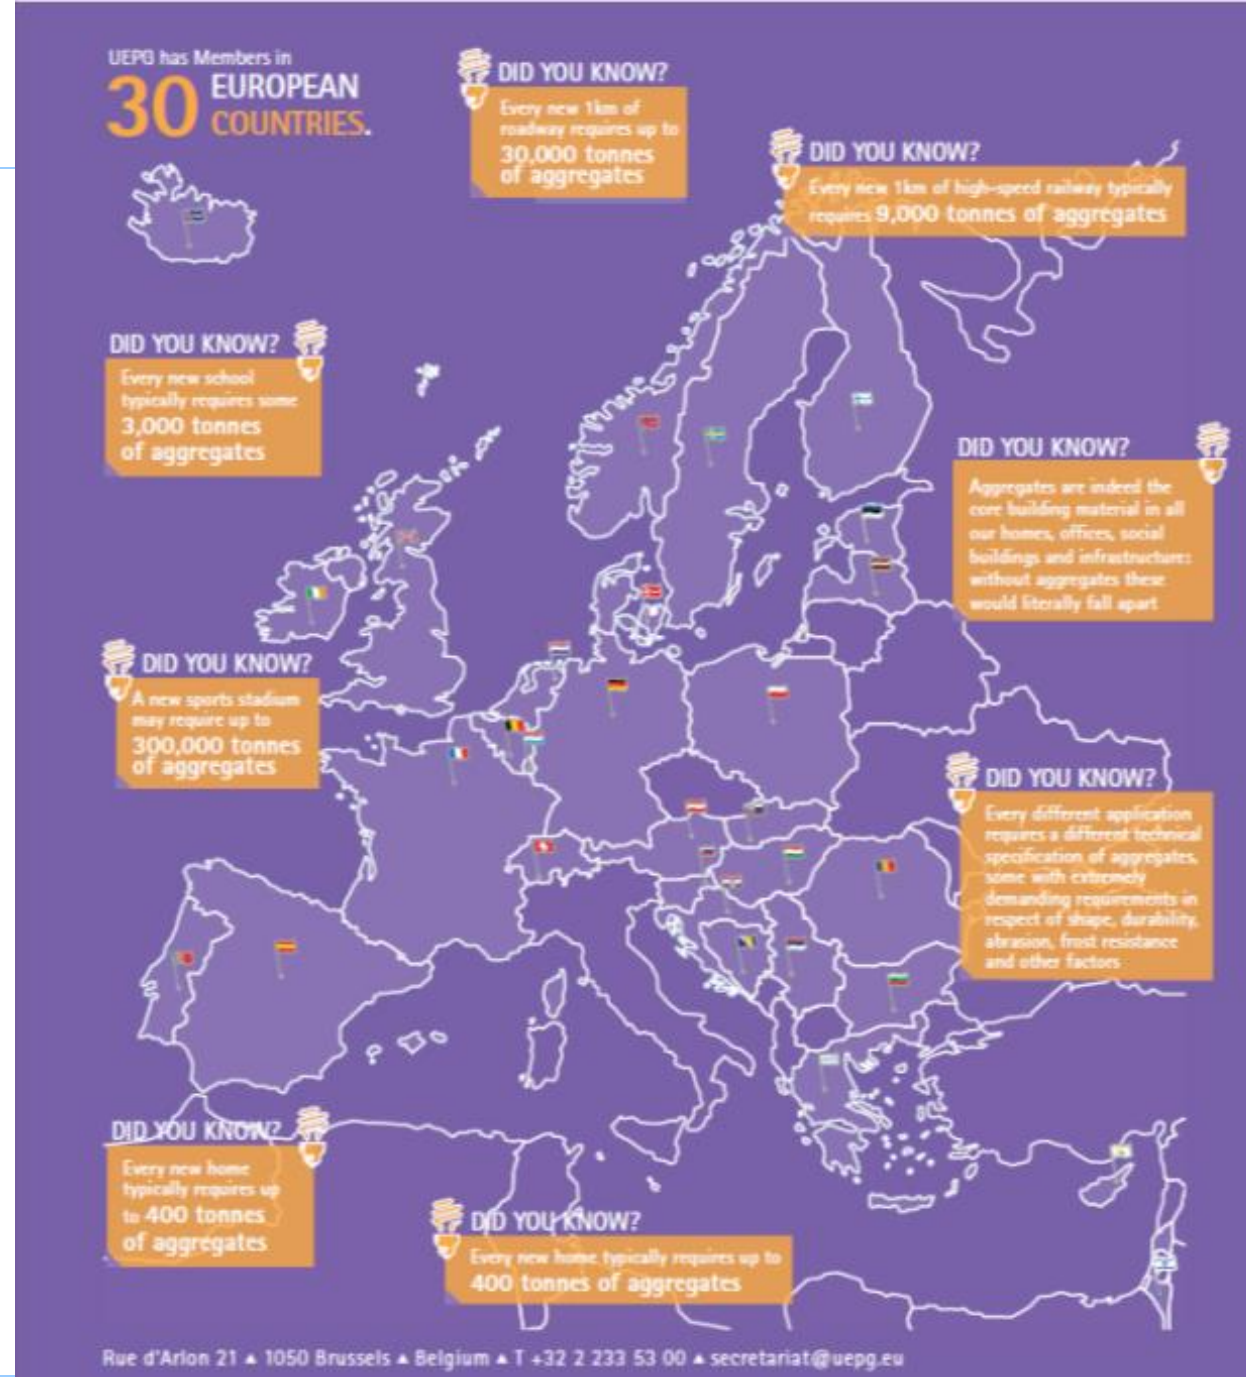 UEPG has Members in
30 EUROPEAN
COUNTRIES.
DID YOU KNOW?
Every new 1km of
roadway requires up to
30,000 tonnes
of aggregates
DID YOU KNOW?
Every new 1km of high-speed railway typically
requires 9,000 tonnes of aggregates
DID YOU KNOW?
Every new school
typically requires some
3,000 tonnes
of aggregates
DID YOU KNOW?
Aggregates are indeed the
core building material in all
our homes, offices, social
buildings and infrastructure:
without aggregates these
would literally fall apart
DID YOU KNOW?
A new sports stadium
may require up to
300,000 tonnes
of aggregates
DID YOU KNOW?
Every different application
requires a different technical
specification of aggregates,
some with extremely
demanding requirements in
respect of shape, durability,
abrasion, frost resistance
and other factors
DID YOU KNOW?
Every new home
typically requires up
to 400 tonnes
of aggregates
DID YOU KNOW?
Every new home typically requires up to
400 tonnes of aggregates
Rue d'Arlon 21 ▲ 1050 Brussels ▲ Belgium ▲ T +32 2 233 53 00 ▲ secretariat@uepg.eu